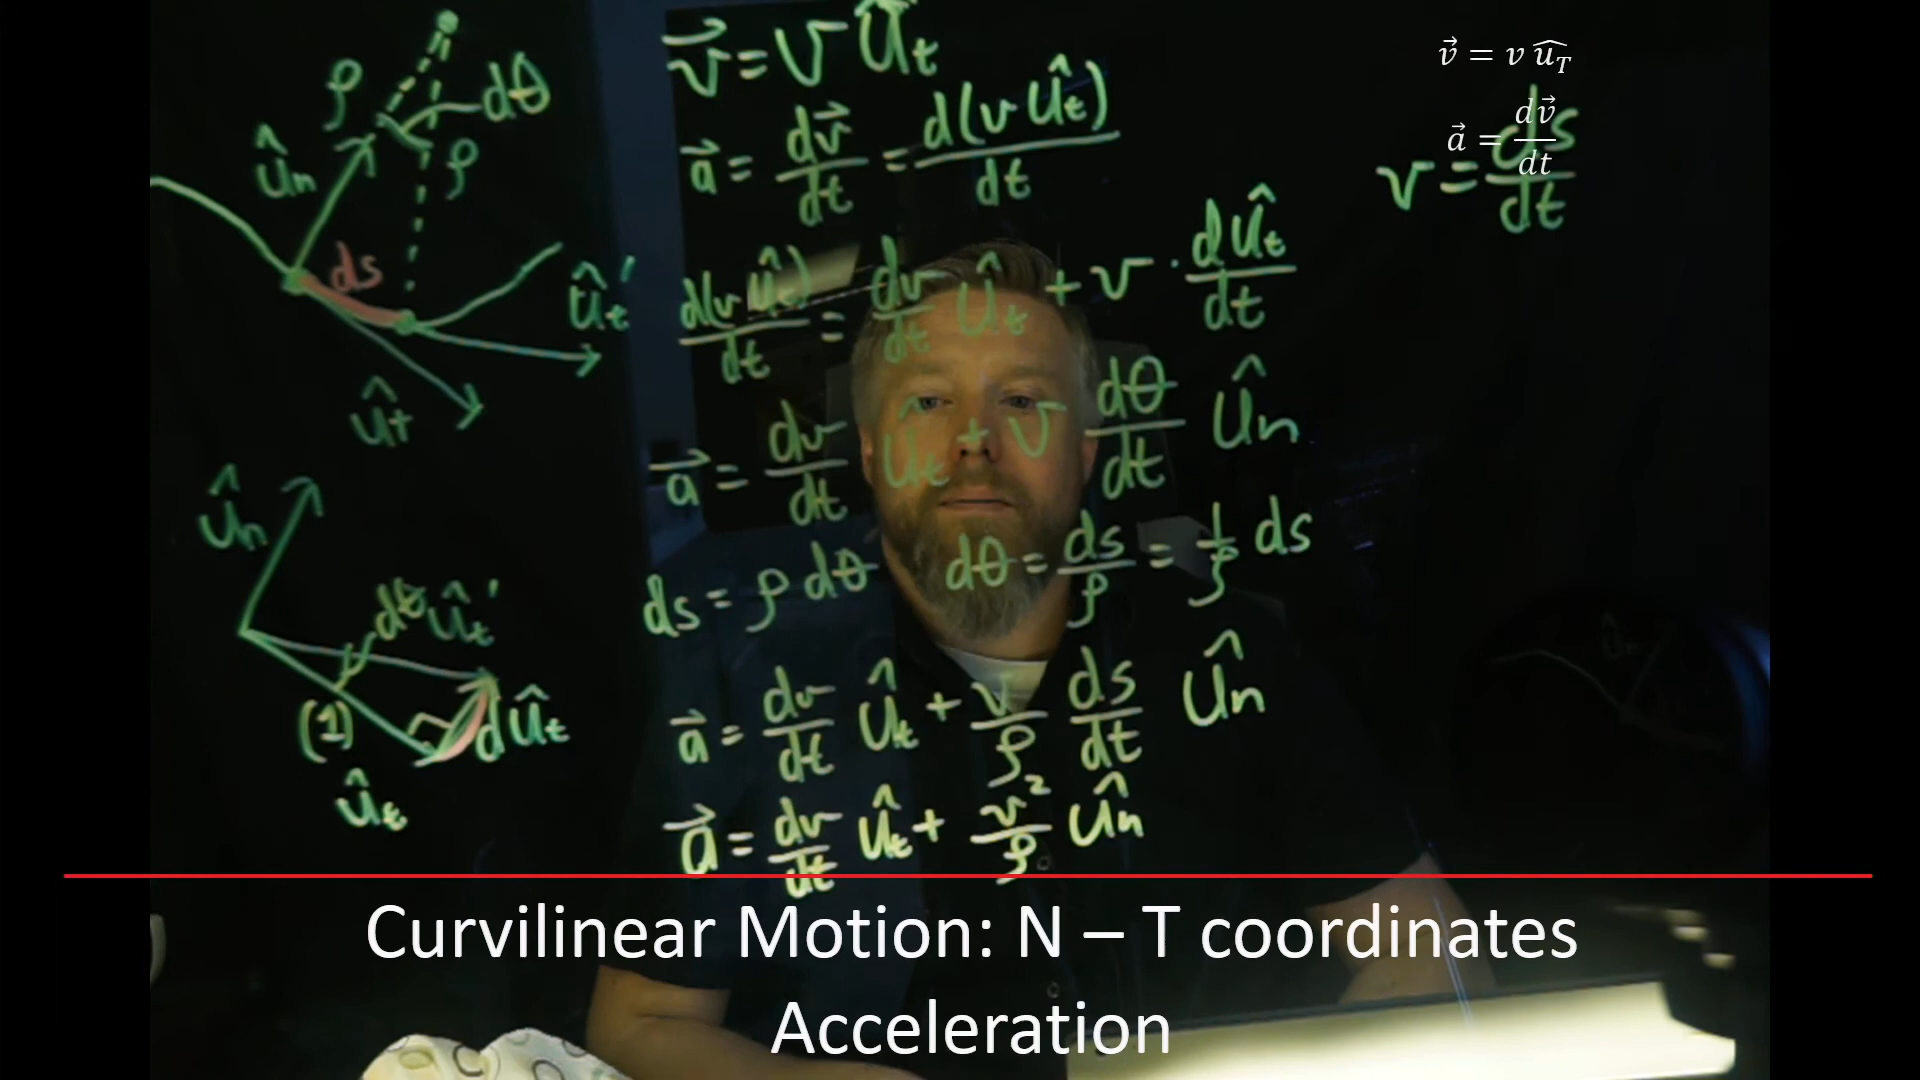 ρ
dθ
ûₙ
ρ
ds
ûₜ'
ûₜ
ûₙ
dθ
ûₜ'
(1)
dûₜ
ûₜ
v⃗ = v ûₜ
a⃗ = dv⃗/dt = d(v ûₜ)/dt
d(v ûₜ)/dt = dv/dt ûₜ + v · dûₜ/dt
a⃗ = dv/dt ûₜ + v dθ/dt ûₙ
ds = ρ dθ dθ = ds/ρ = 1/ρ ds
a⃗ = dv/dt ûₜ + v/ρ ds/dt ûₙ
a⃗ = dv/dt ûₜ + v²/ρ ûₙ
v⃗ = v û_T
a⃗ = dv⃗/dt
v = ds/dt
Curvilinear Motion: N – T coordinates
Acceleration